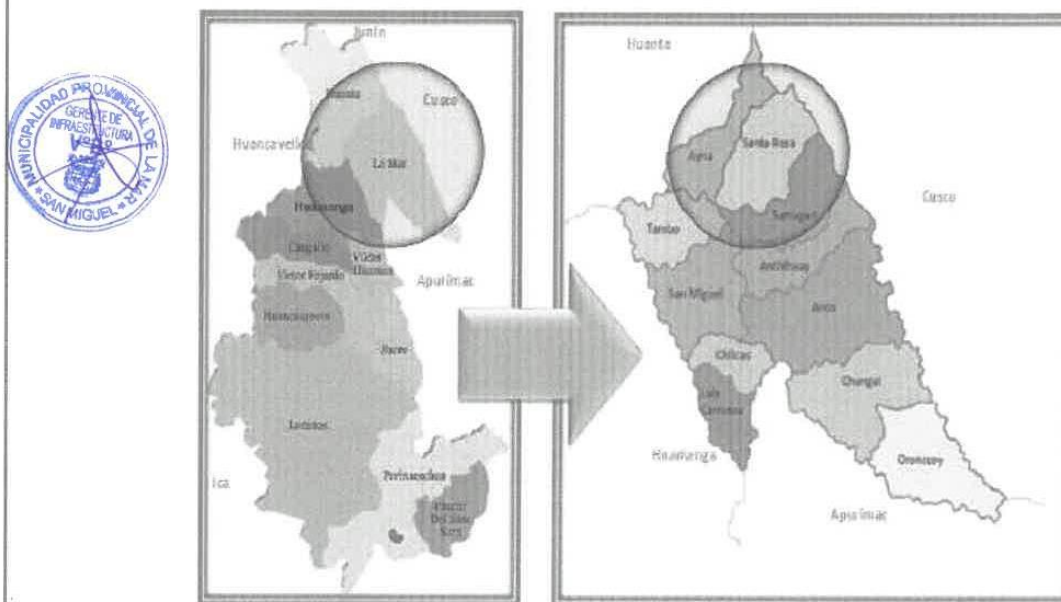 MUNICIPALIDAD PROVINCIAL DE LA MAR
GERENTE DE
INFRAESTRUCTURA
SAN MIGUEL
Junín
Huanta
Cusco
Huancavelica
La Mar
Huamanga
Cangallo
Vilcas
Huaman
Victor Fajardo
Apurímac
Huancasancos
Sucre
Lucanas
Ica
Parinacochas
Paucar
Del Sara
Sara
Huanta
Ayna
Santa Rosa
Cusco
Tambo
Samugari
Anchihuay
San Miguel
Anco
Chilcas
Chungui
Luis
Carranza
Huamanga
Oronccoy
Apurímac